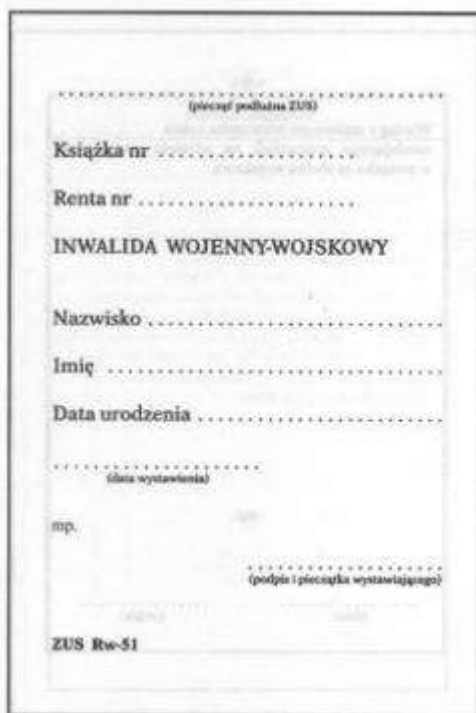 (pieczęć podłużna ZUS)
Książka nr ....................
Renta nr ......................
INWALIDA WOJENNY-WOJSKOWY
Nazwisko ..............................
Imię ...................................
Data urodzenia .........................
(data wystawienia)
mp.
(podpis i pieczątka wystawiającego)
ZUS Rw-51